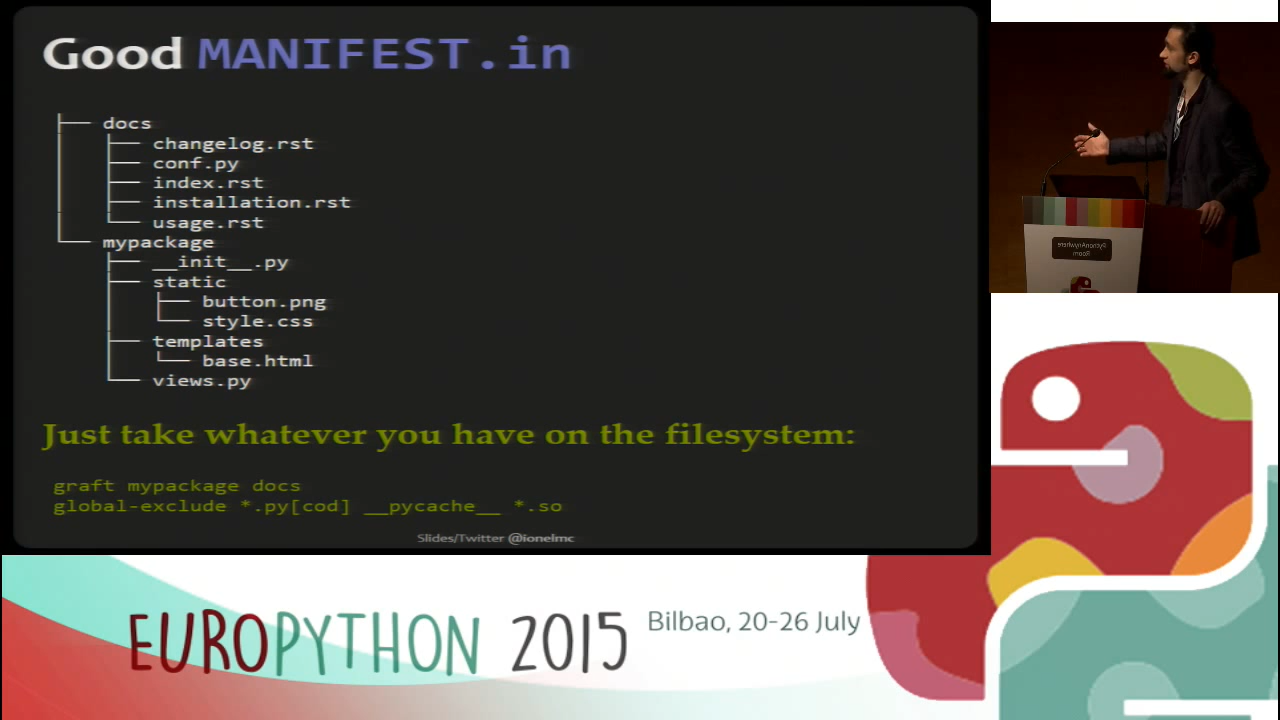 Good MANIFEST.in
├── docs
│   ├── changelog.rst
│   ├── conf.py
│   ├── index.rst
│   ├── installation.rst
│   └── usage.rst
└── mypackage
    ├── __init__.py
    ├── static
    │   ├── button.png
    │   └── style.css
    ├── templates
    │   └── base.html
    └── views.py
Just take whatever you have on the filesystem:
graft mypackage docs
global-exclude *.py[cod] __pycache__ *.so
Slides/Twitter @ionelmc
PythonAnywhere
Room
EUROPYTHON 2015
Bilbao, 20-26 July